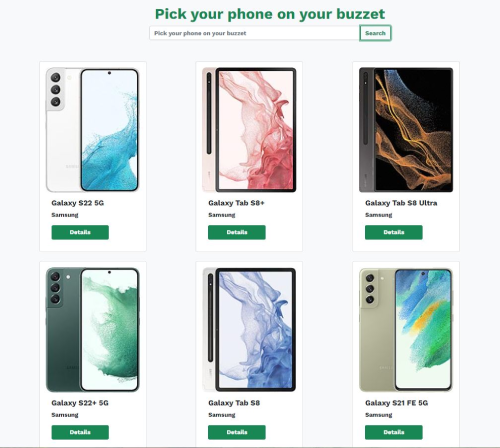 Pick your phone on your buzzet
Pick your phone on your buzzet
Search
Galaxy S22 5G
Samsung
Details
Galaxy Tab S8+
Samsung
Details
Galaxy Tab S8 Ultra
Samsung
Details
Galaxy S22+ 5G
Samsung
Details
Galaxy Tab S8
Samsung
Details
Galaxy S21 FE 5G
Samsung
Details